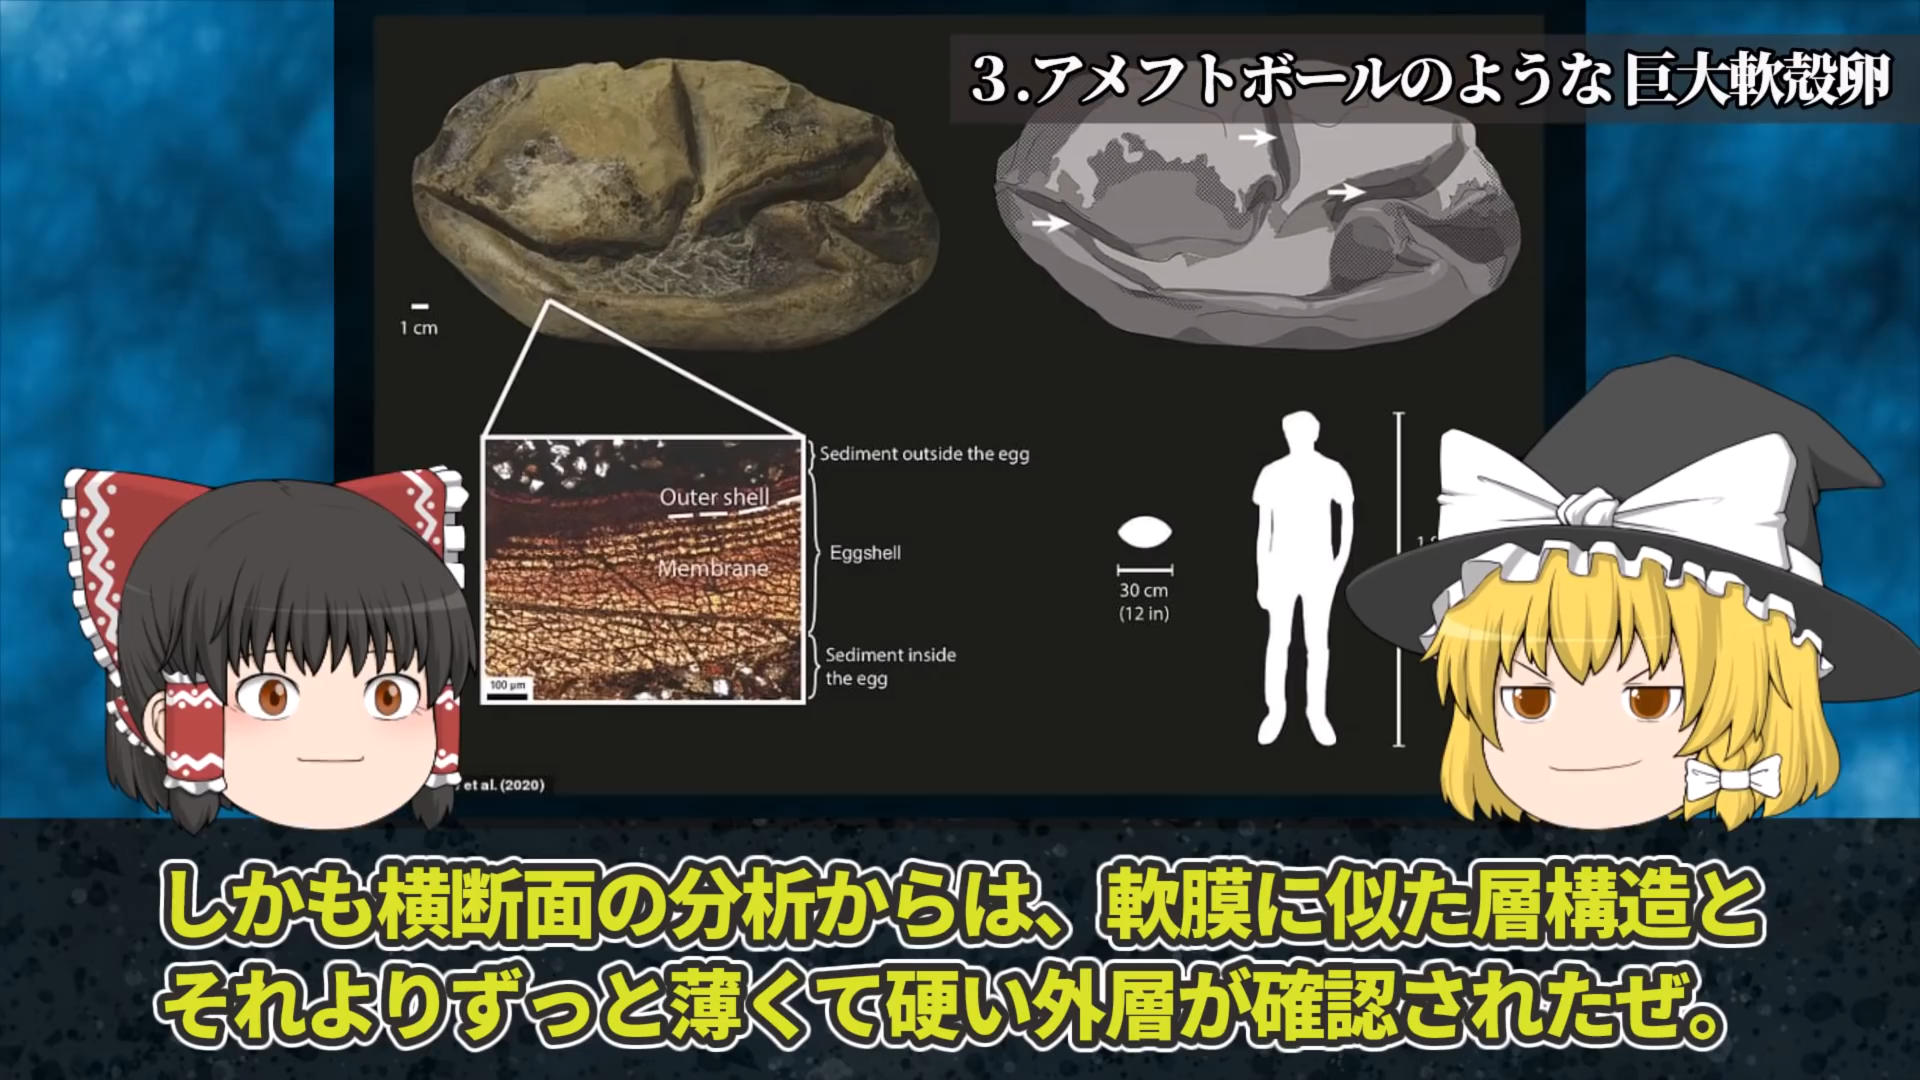 3.アメフトボールのような巨大軟殻卵
1 cm
Sediment outside the egg
Outer shell
Eggshell
Membrane
30 cm
(12 in)
Sediment inside
the egg
100 µm
et al. (2020)
しかも横断面の分析からは、軟膜に似た層構造と
それよりずっと薄くて硬い外層が確認されたぜ。